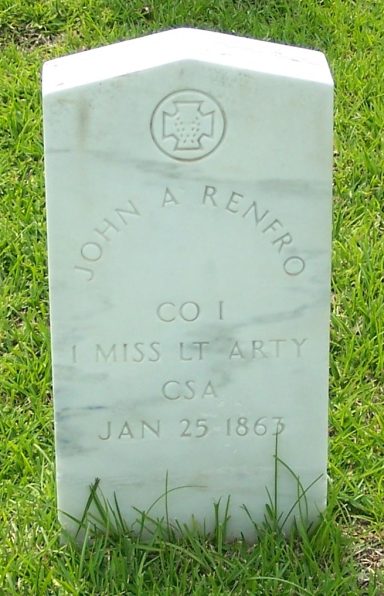 JOHN A RENFRO
CO I
1 MISS LT ARTY
CSA
JAN 25 1863